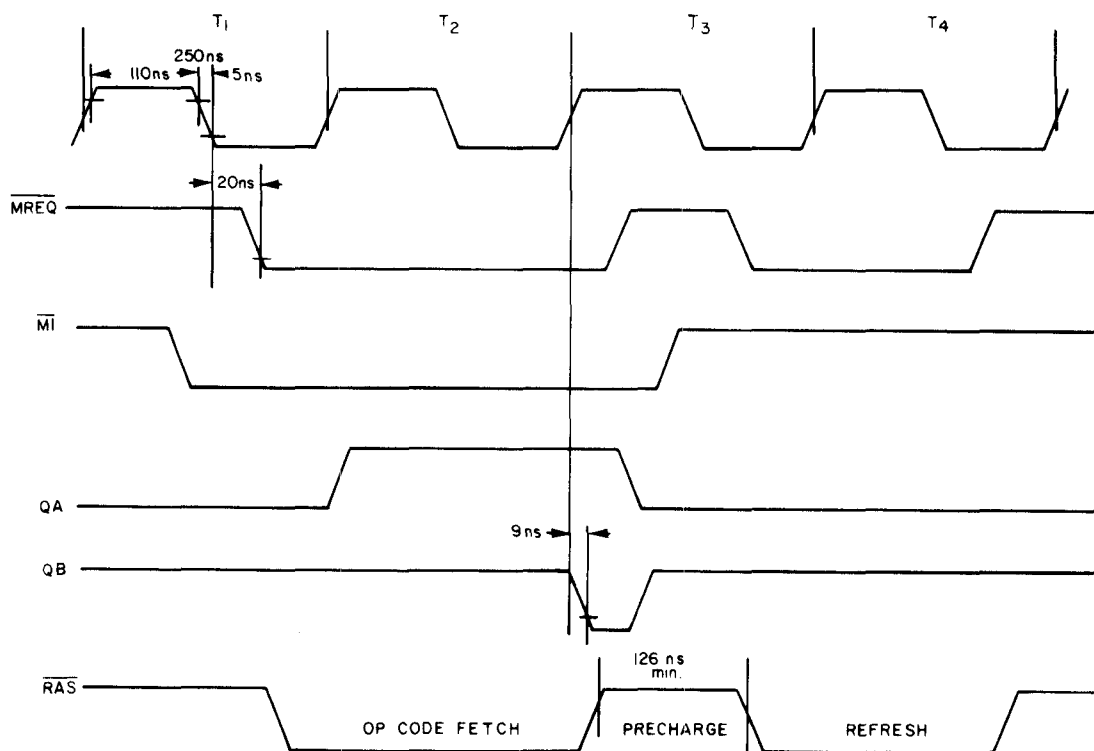 T1 T2 T3 T4
250ns
110ns 5ns
20ns
MREQ
MI
QA
9ns
QB
126 ns
min.
RAS
OP CODE FETCH PRECHARGE REFRESH